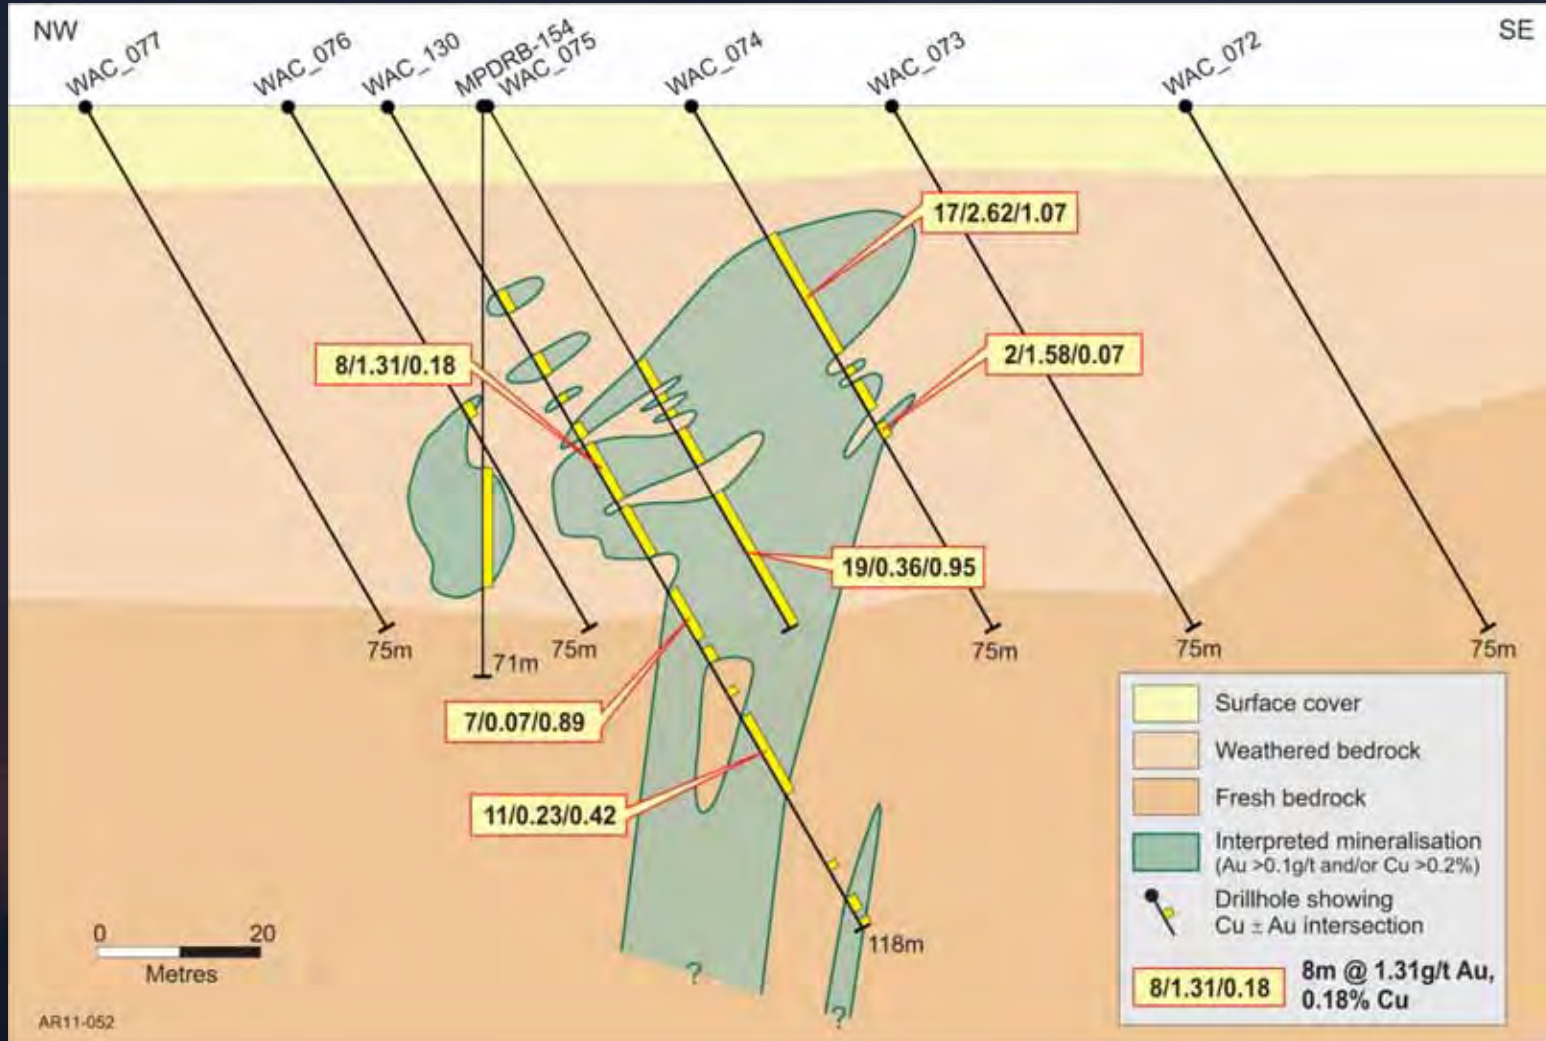 NW
SE
WAC_077
WAC_076
WAC_130
MPDRB-154
WAC_075
WAC_074
WAC_073
WAC_072
17/2.62/1.07
2/1.58/0.07
8/1.31/0.18
19/0.36/0.95
75m
71m
75m
75m
75m
75m
7/0.07/0.89
11/0.23/0.42
118m
?
?
0 20
Metres
AR11-052
Surface cover
Weathered bedrock
Fresh bedrock
Interpreted mineralisation
(Au >0.1g/t and/or Cu >0.2%)
Drillhole showing
Cu ± Au intersection
8/1.31/0.18
8m @ 1.31g/t Au,
0.18% Cu